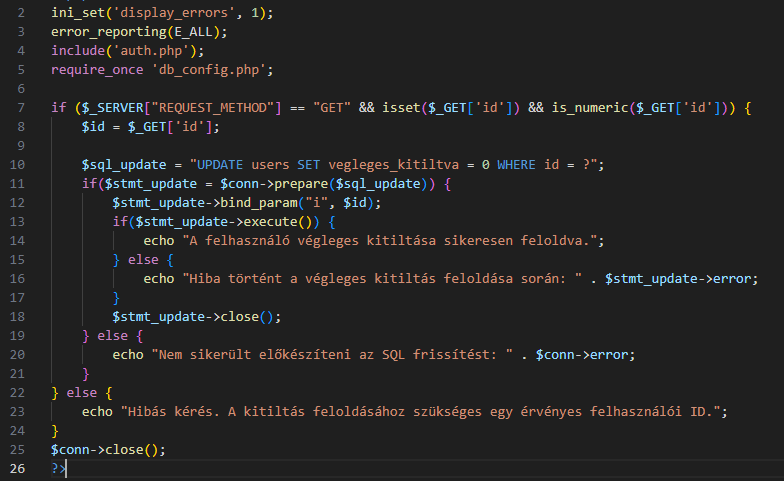 2 ini_set('display_errors', 1);
3 error_reporting(E_ALL);
4 include('auth.php');
5 require_once 'db_config.php';
6
7 if ($_SERVER["REQUEST_METHOD"] == "GET" && isset($_GET['id']) && is_numeric($_GET['id'])) {
8     $id = $_GET['id'];
9
10     $sql_update = "UPDATE users SET vegleges_kitiltva = 0 WHERE id = ?";
11     if($stmt_update = $conn->prepare($sql_update)) {
12         $stmt_update->bind_param("i", $id);
13         if($stmt_update->execute()) {
14             echo "A felhasználó végleges kitiltása sikeresen feloldva.";
15         } else {
16             echo "Hiba történt a végleges kitiltás feloldása során: " . $stmt_update->error;
17         }
18         $stmt_update->close();
19     } else {
20         echo "Nem sikerült előkészíteni az SQL frissítést: " . $conn->error;
21     }
22 } else {
23     echo "Hibás kérés. A kitiltás feloldásához szükséges egy érvényes felhasználói ID.";
24 }
25 $conn->close();
26 ?>